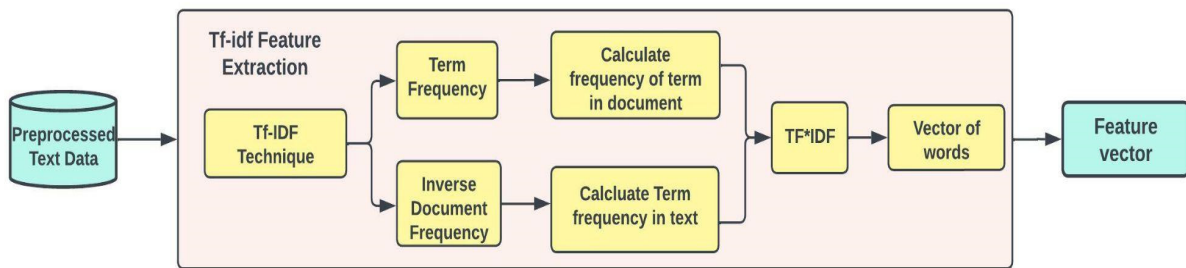 Tf-idf Feature
Extraction
Preprocessed
Text Data
Tf-IDF
Technique
Term
Frequency
Calculate
frequency of term
in document
Inverse
Document
Frequency
Calcluate Term
frequency in text
TF*IDF
Vector of
words
Feature
vector